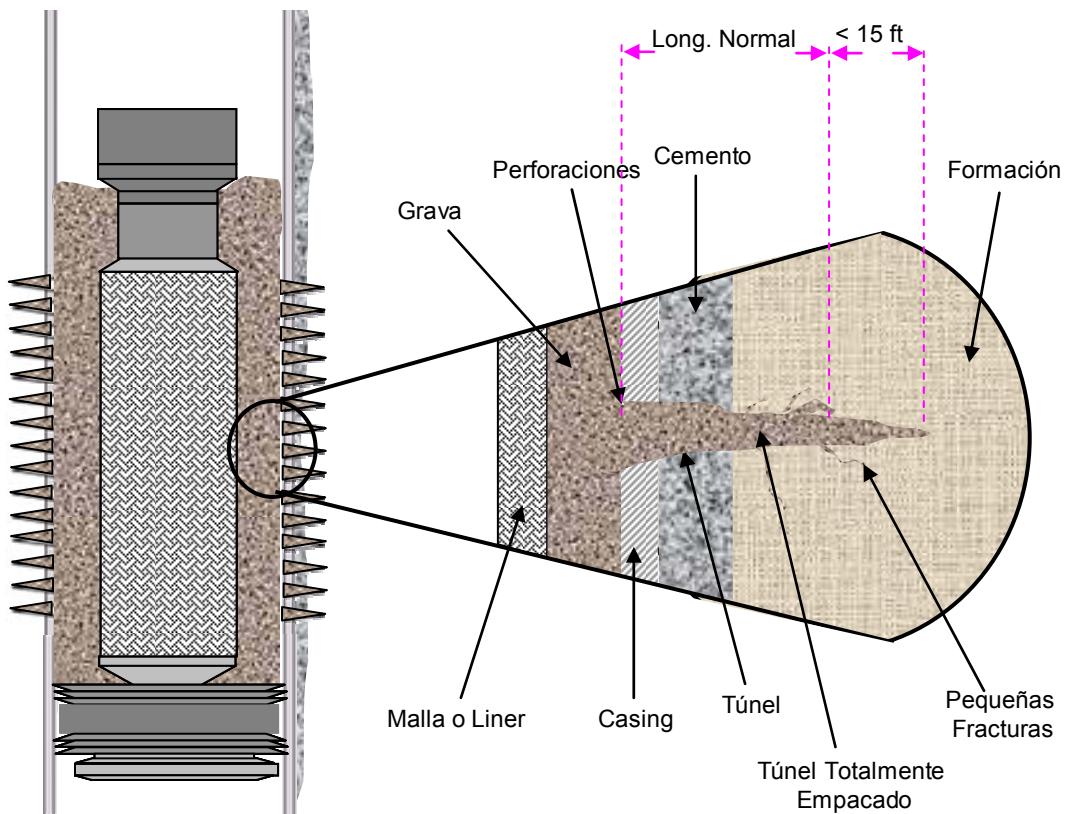 Long. Normal
< 15 ft
Perforaciones
Cemento
Formación
Grava
Malla o Liner
Casing
Túnel
Pequeñas
Fracturas
Túnel Totalmente
Empacado